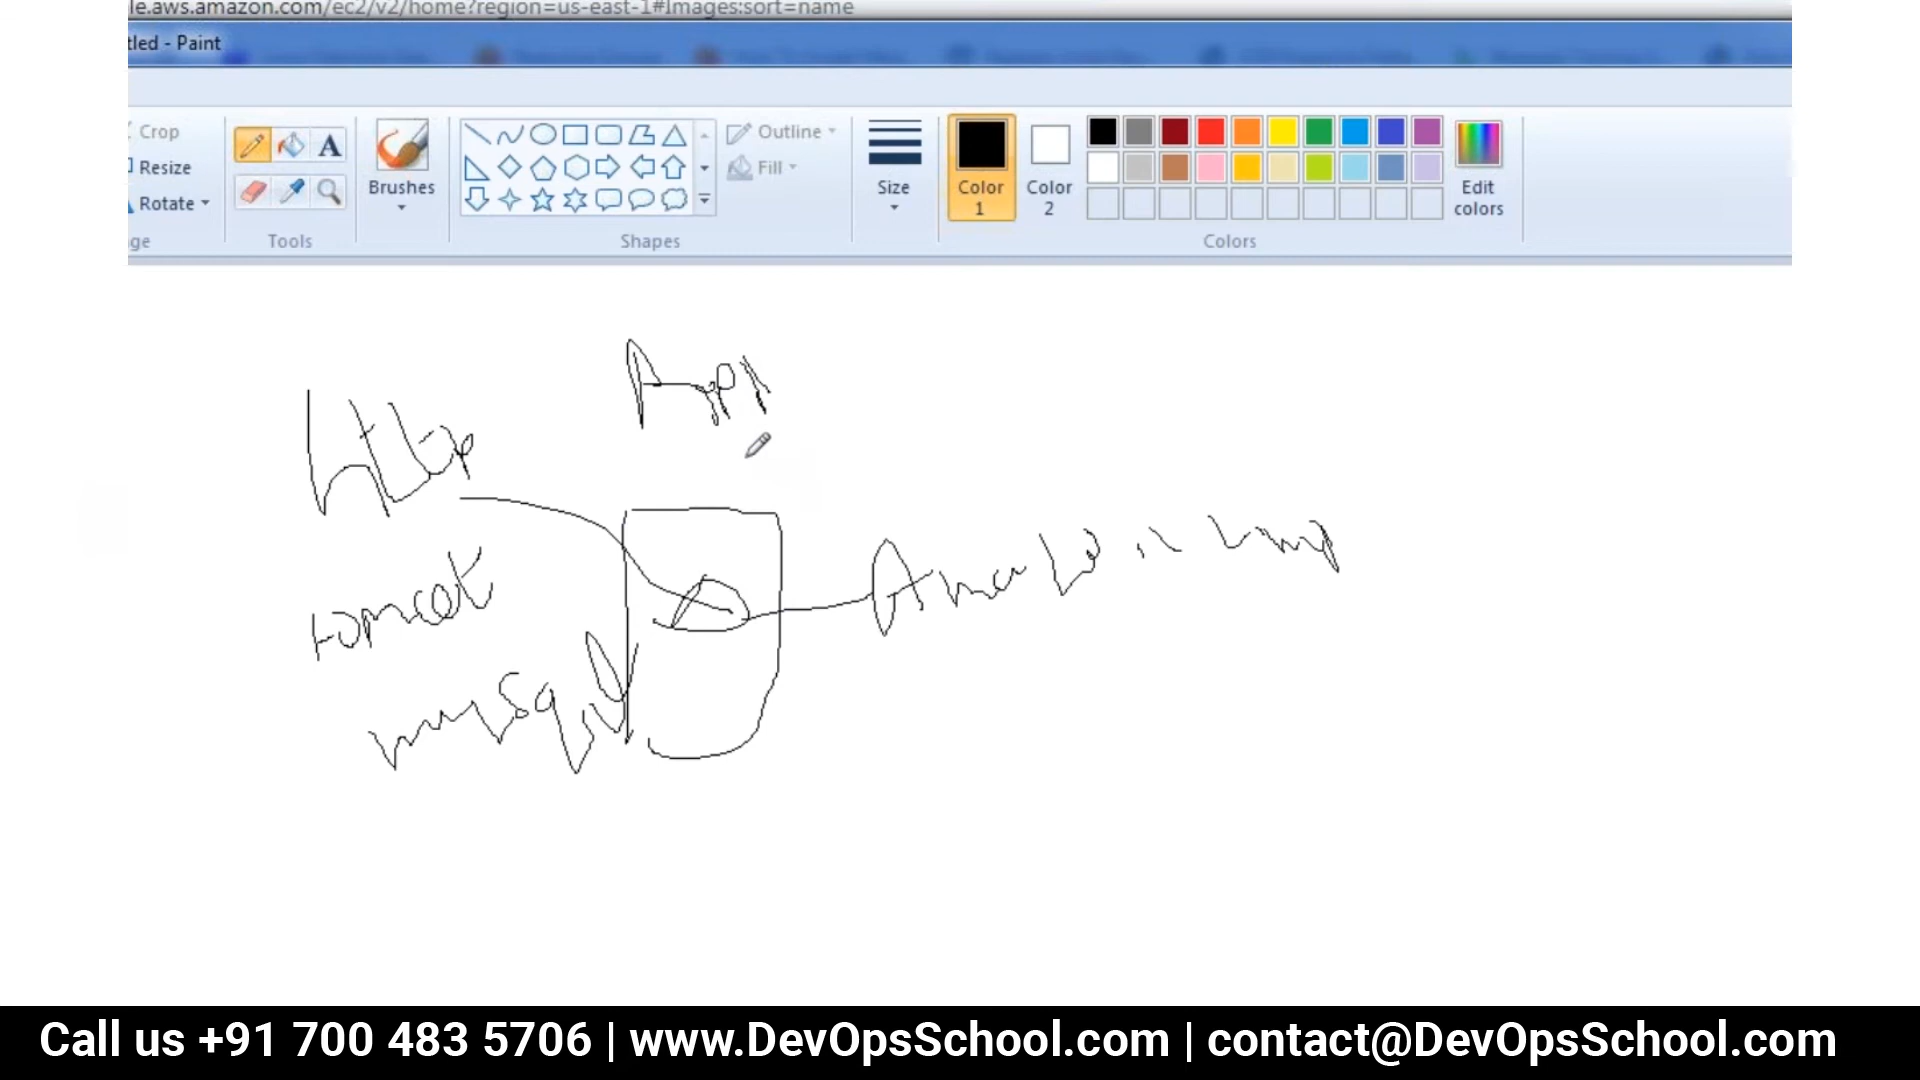 le.aws.amazon.com/ec2/v2/home?region=us-east-1#Images:sort=name
tled - Paint
Crop
Resize
Rotate
ge
A
Tools
Brushes
Shapes
Outline
Fill
Size
Color
1
Color
2
Colors
Edit
colors
App
http
tomcat
mysql
Call us +91 700 483 5706 | www.DevOpsSchool.com | contact@DevOpsSchool.com